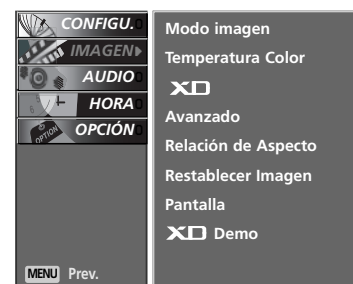 CONFIGU.
IMAGEN
AUDIO
HORA
OPCIÓN
OPTION
MENU Prev.
Modo imagen
Temperatura Color
XD
Avanzado
Relación de Aspecto
Restablecer Imagen
Pantalla
XD Demo